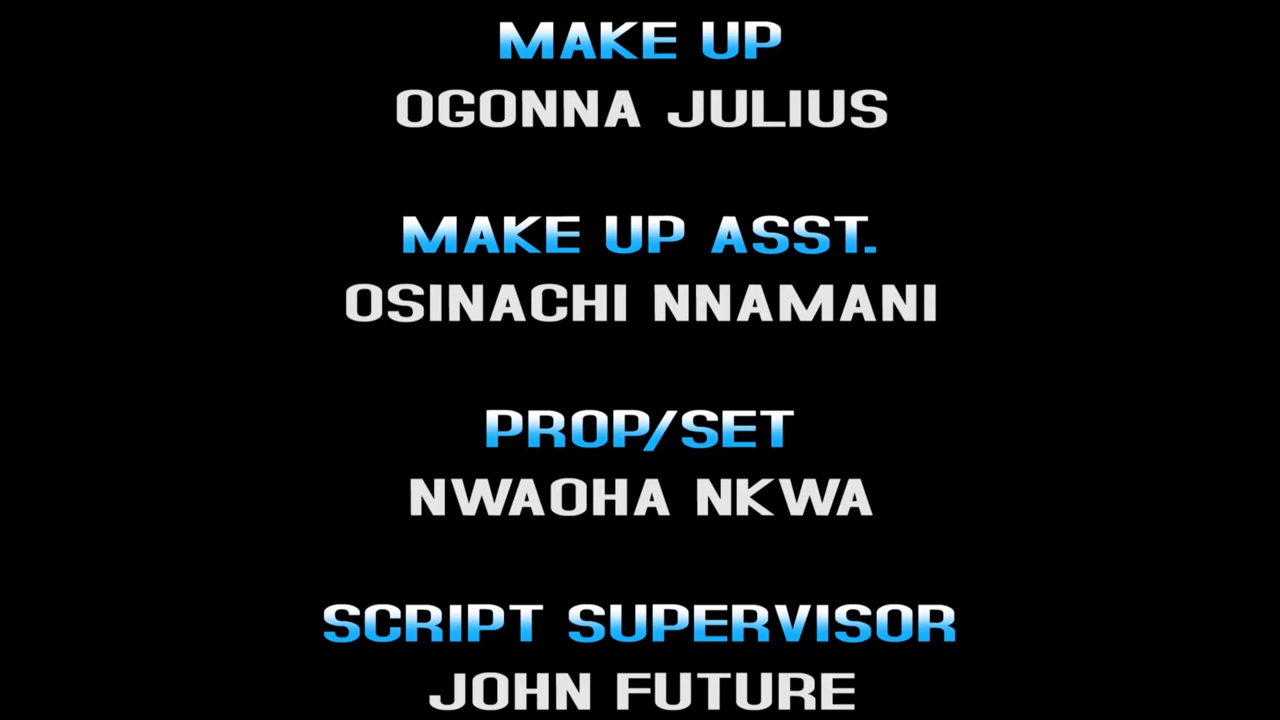 MAKE UP
OGONNA JULIUS
MAKE UP ASST.
OSINACHI NNAMANI
PROP/SET
NWAOHA NKWA
SCRIPT SUPERVISOR
JOHN FUTURE